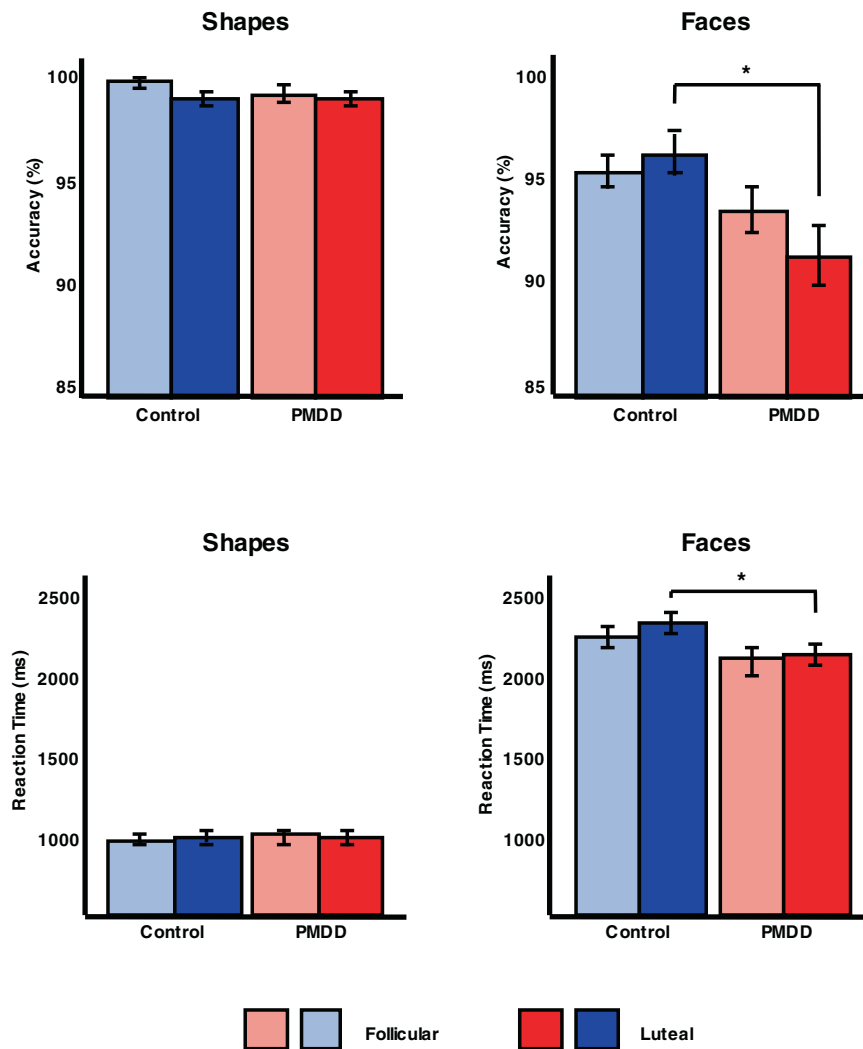 Shapes
Faces
100
95
90
85
Accuracy (%)
Control
PMDD
*
100
95
90
85
Accuracy (%)
Control
PMDD
Shapes
Faces
2500
2000
1500
1000
Reaction Time (ms)
Control
PMDD
*
2500
2000
1500
1000
Reaction Time (ms)
Control
PMDD
Follicular
Luteal